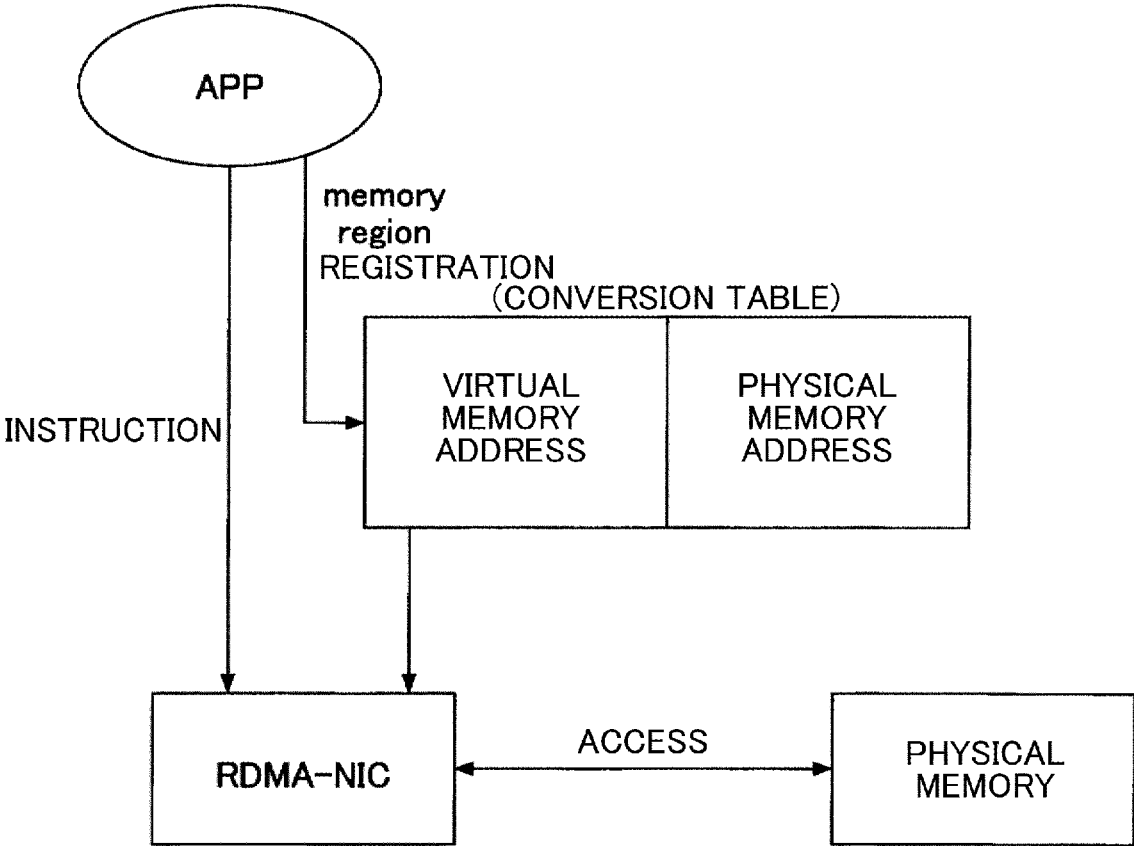 APP
memory
region
REGISTRATION
(CONVERSION TABLE)
VIRTUAL
MEMORY
ADDRESS
PHYSICAL
MEMORY
ADDRESS
INSTRUCTION
RDMA-NIC
ACCESS
PHYSICAL
MEMORY